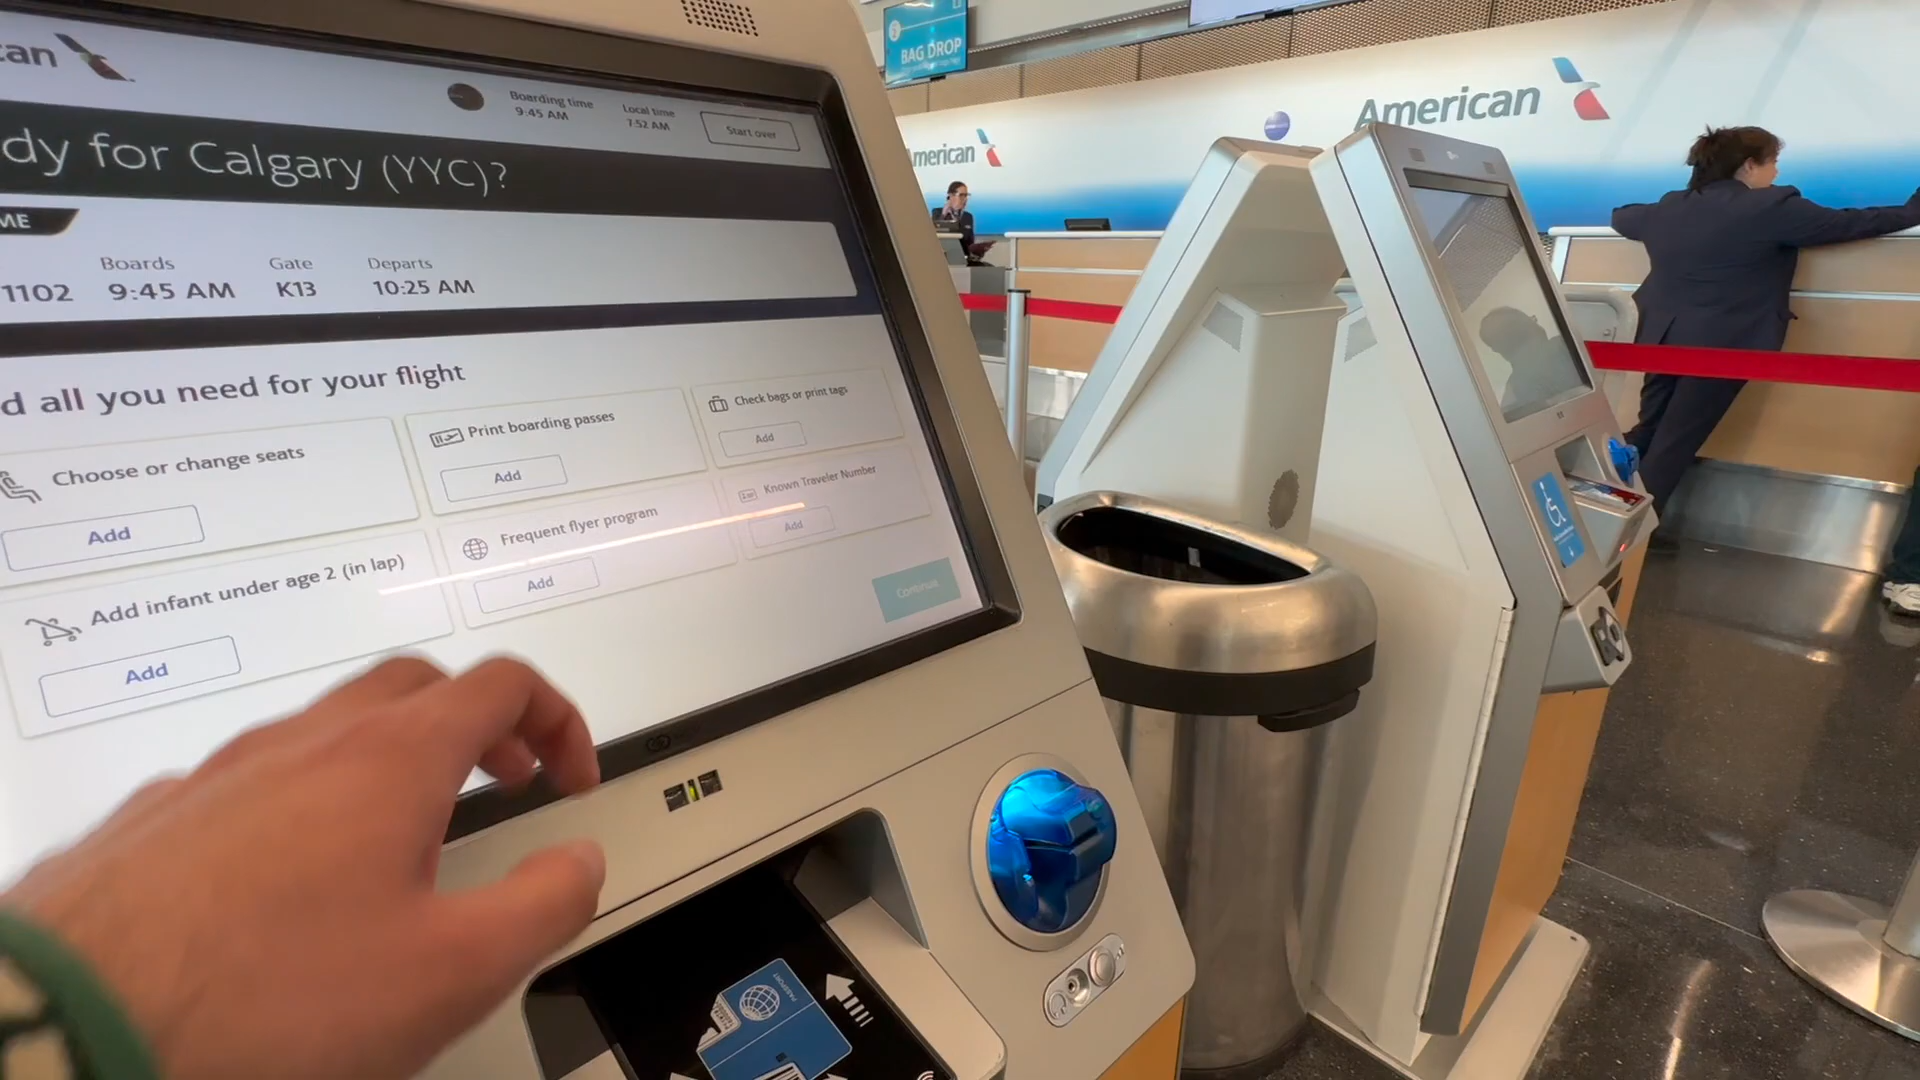 can
Boarding time
9:45 AM
Local time
7:52 AM
Start over
dy for Calgary (YYC)?
ME
1102
Boards
9:45 AM
Gate
K13
Departs
10:25 AM
d all you need for your flight
Choose or change seats
Add
Print boarding passes
Add
Check bags or print tags
Add
Add infant under age 2 (in lap)
Add
Frequent flyer program
Add
Known Traveler Number
Add
Continue
PASSPORT
BAG DROP
American
American